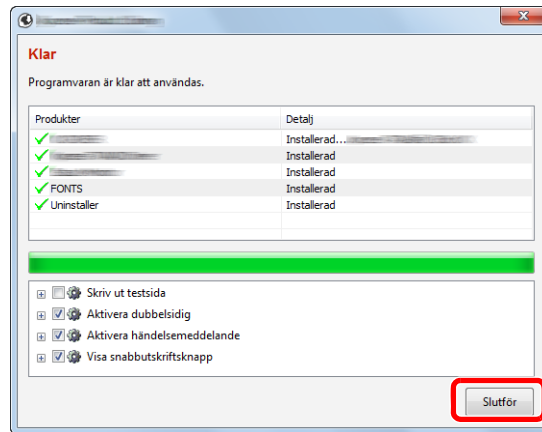 Klar
Programvaran är klar att användas.
Produkter Detalj
Installerad...
Installerad
Installerad
FONTS Installerad
Uninstaller Installerad
Skriv ut testsida
Aktivera dubbelsidig
Aktivera händelsemeddelande
Visa snabbutskriftsknapp
Slutför